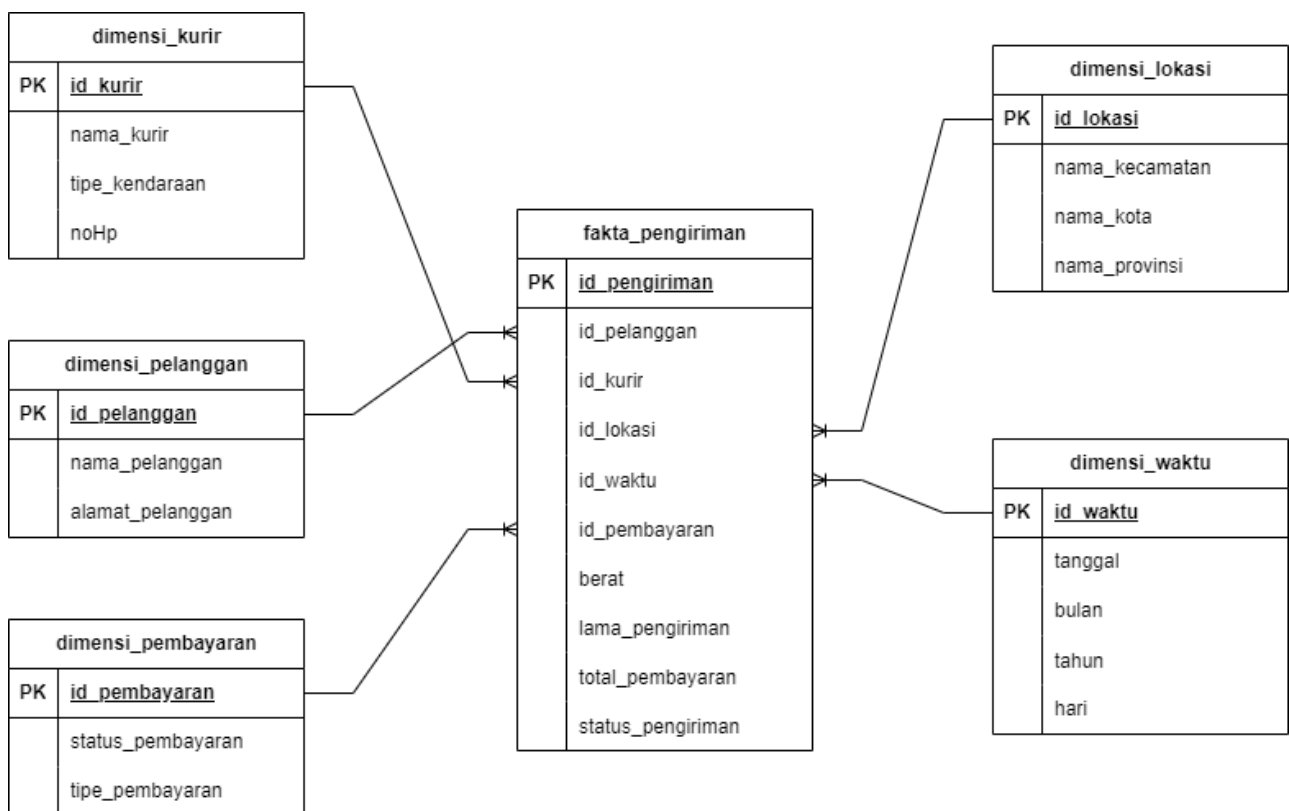 dimensi_kurir
PK id_kurir
nama_kurir
tipe_kendaraan
noHp
dimensi_pelanggan
PK id_pelanggan
nama_pelanggan
alamat_pelanggan
dimensi_pembayaran
PK id_pembayaran
status_pembayaran
tipe_pembayaran
fakta_pengiriman
PK id_pengiriman
id_pelanggan
id_kurir
id_lokasi
id_waktu
id_pembayaran
berat
lama_pengiriman
total_pembayaran
status_pengiriman
dimensi_lokasi
PK id_lokasi
nama_kecamatan
nama_kota
nama_provinsi
dimensi_waktu
PK id_waktu
tanggal
bulan
tahun
hari